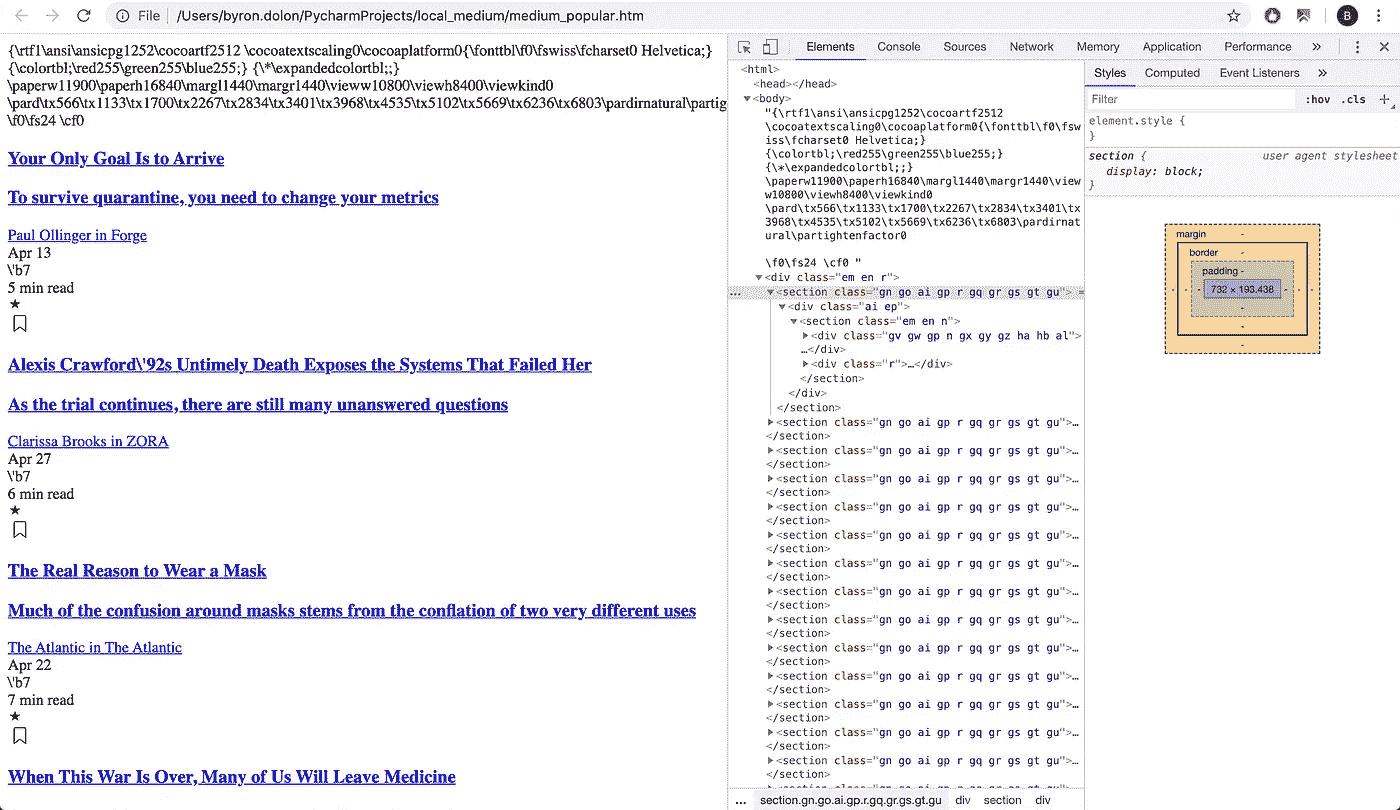 File | /Users/byron.dolon/PycharmProjects/local_medium/medium_popular.htm
B
{\rtf1\ansi\ansicpg1252\cocoartf2512 \cocoatextscaling0\cocoaplatform0{\fonttbl\f0\fswiss\fcharset0 Helvetica;}
{\colortbl;\red255\green255\blue255;} {\*\expandedcolortbl;;}
\paperw11900\paperh16840\margl1440\margr1440\vieww10800\viewh8400\viewkind0
\pard\tx566\tx1133\tx1700\tx2267\tx2834\tx3401\tx3968\tx4535\tx5102\tx5669\tx6236\tx6803\pardirnatural\partig
\f0\fs24 \cf0
Your Only Goal Is to Arrive
To survive quarantine, you need to change your metrics
Paul Ollinger in Forge
Apr 13
\'b7
5 min read
★
Alexis Crawford\'92s Untimely Death Exposes the Systems That Failed Her
As the trial continues, there are still many unanswered questions
Clarissa Brooks in ZORA
Apr 27
\'b7
6 min read
★
The Real Reason to Wear a Mask
Much of the confusion around masks stems from the conflation of two very different uses
The Atlantic in The Atlantic
Apr 22
\'b7
7 min read
★
When This War Is Over, Many of Us Will Leave Medicine
Elements Console Sources Network Memory Application Performance »
<html>
<head></head>
<body>
"{\rtf1\ansi\ansicpg1252\cocoartf2512
\cocoatextscaling0\cocoaplatform0{\fonttbl\f0\fsw
iss\fcharset0 Helvetica;}
{\colortbl;\red255\green255\blue255;}
{\*\expandedcolortbl;;}
\paperw11900\paperh16840\margl1440\margr1440\view
w10800\viewh8400\viewkind0
\pard\tx566\tx1133\tx1700\tx2267\tx2834\tx3401\tx
3968\tx4535\tx5102\tx5669\tx6236\tx6803\pardirnat
ural\partightenfactor0
\f0\fs24 \cf0 "
<div class="em en r">
… <section class="gn go ai gp r gq gr gs gt gu"> =
<div class="ai ep">
<section class="em en n">
<div class="gv gw gp n gx gy gz ha hb al">
…</div>
<div class="r">…</div>
</section>
</div>
</section>
<section class="gn go ai gp r gq gr gs gt gu">…
</section>
<section class="gn go ai gp r gq gr gs gt gu">…
</section>
<section class="gn go ai gp r gq gr gs gt gu">…
</section>
<section class="gn go ai gp r gq gr gs gt gu">…
</section>
<section class="gn go ai gp r gq gr gs gt gu">…
</section>
<section class="gn go ai gp r gq gr gs gt gu">…
</section>
<section class="gn go ai gp r gq gr gs gt gu">…
</section>
<section class="gn go ai gp r gq gr gs gt gu">…
</section>
<section class="gn go ai gp r gq gr gs gt gu">…
</section>
<section class="gn go ai gp r gq gr gs gt gu">…
</section>
<section class="gn go ai gp r gq gr gs gt gu">…
</section>
<section class="gn go ai gp r gq gr gs gt gu">…
</section>
<section class="gn go ai gp r gq gr gs gt gu">…
</section>
… section.gn.go.ai.gp.r.gq.gr.gs.gt.gu div section div
Styles Computed Event Listeners »
Filter :hov .cls +
element.style {
}
section { user agent stylesheet
display: block;
}
margin -
border -
padding -
- - - 732 × 193.438 - - -
-
-
-